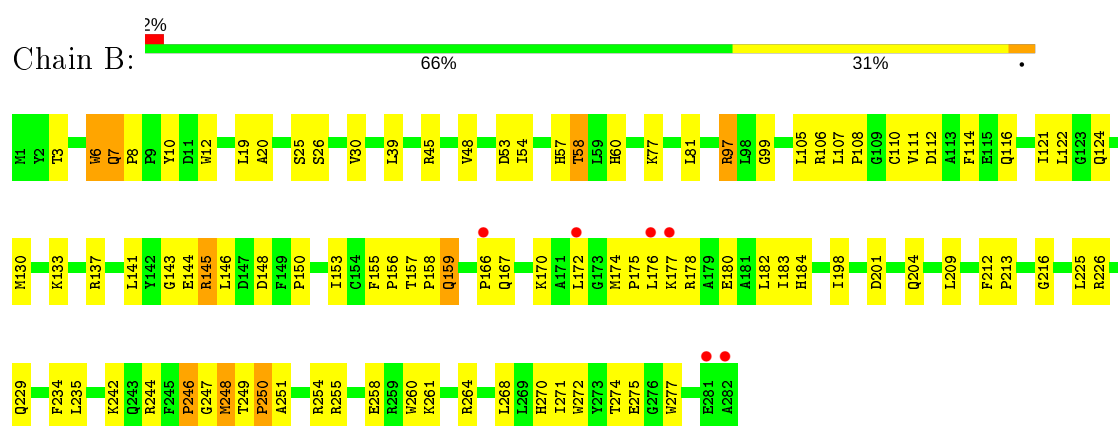 2%
Chain B: 66% 31% •
M1 Y2 T3 W6 Q7 P8 P9 Y10 D11 W12 L19 A20 S25 S26 V30 L39 R45 V48 D53 I54 H57 T58 L59 H60 K77 L81 R97 L98 G99 L105 R106 L107 P108 G109 C110 V111 D112 A113 F114 E115 Q116 I121 L122 G123 Q124
M130 K133 R137 L141 Y142 G143 E144 R145 L146 D147 D148 F149 P150 I153 C154 F155 P156 T157 P158 Q159 P166 Q167 K170 A171 L172 G173 M174 P175 L176 K177 R178 A179 E180 A181 L182 I183 H184 I198 D201 Q204 L209 F212 P213 G216 L225 R226
Q229 F234 L235 K242 Q243 R244 F245 P246 G247 M248 T249 P250 A251 R254 R255 E258 R259 W260 K261 R264 L268 L269 H270 I271 W272 Y273 T274 E275 G276 W277 E281 A282